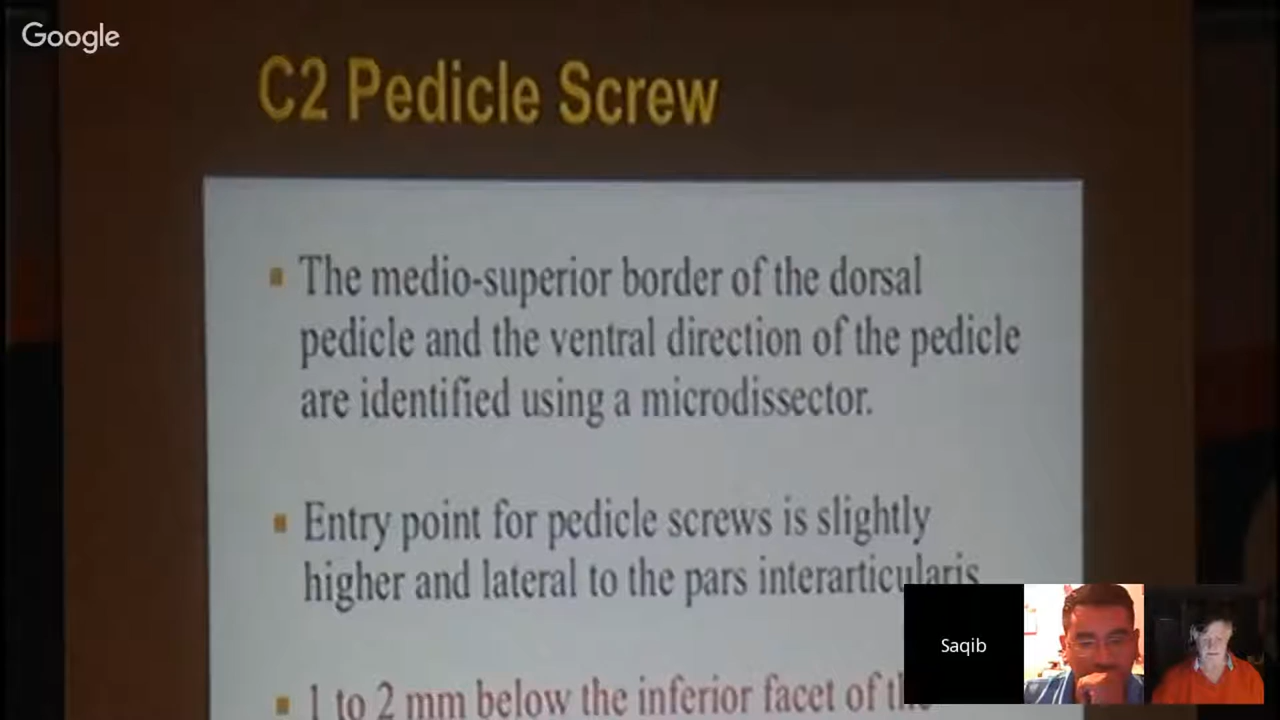 Google
C2 Pedicle Screw
▪ The medio-superior border of the dorsal
pedicle and the ventral direction of the pedicle
are identified using a microdissector.
▪ Entry point for pedicle screws is slightly
higher and lateral to the pars interarticularis
▪ 1 to 2 mm below the inferior facet of
Saqib